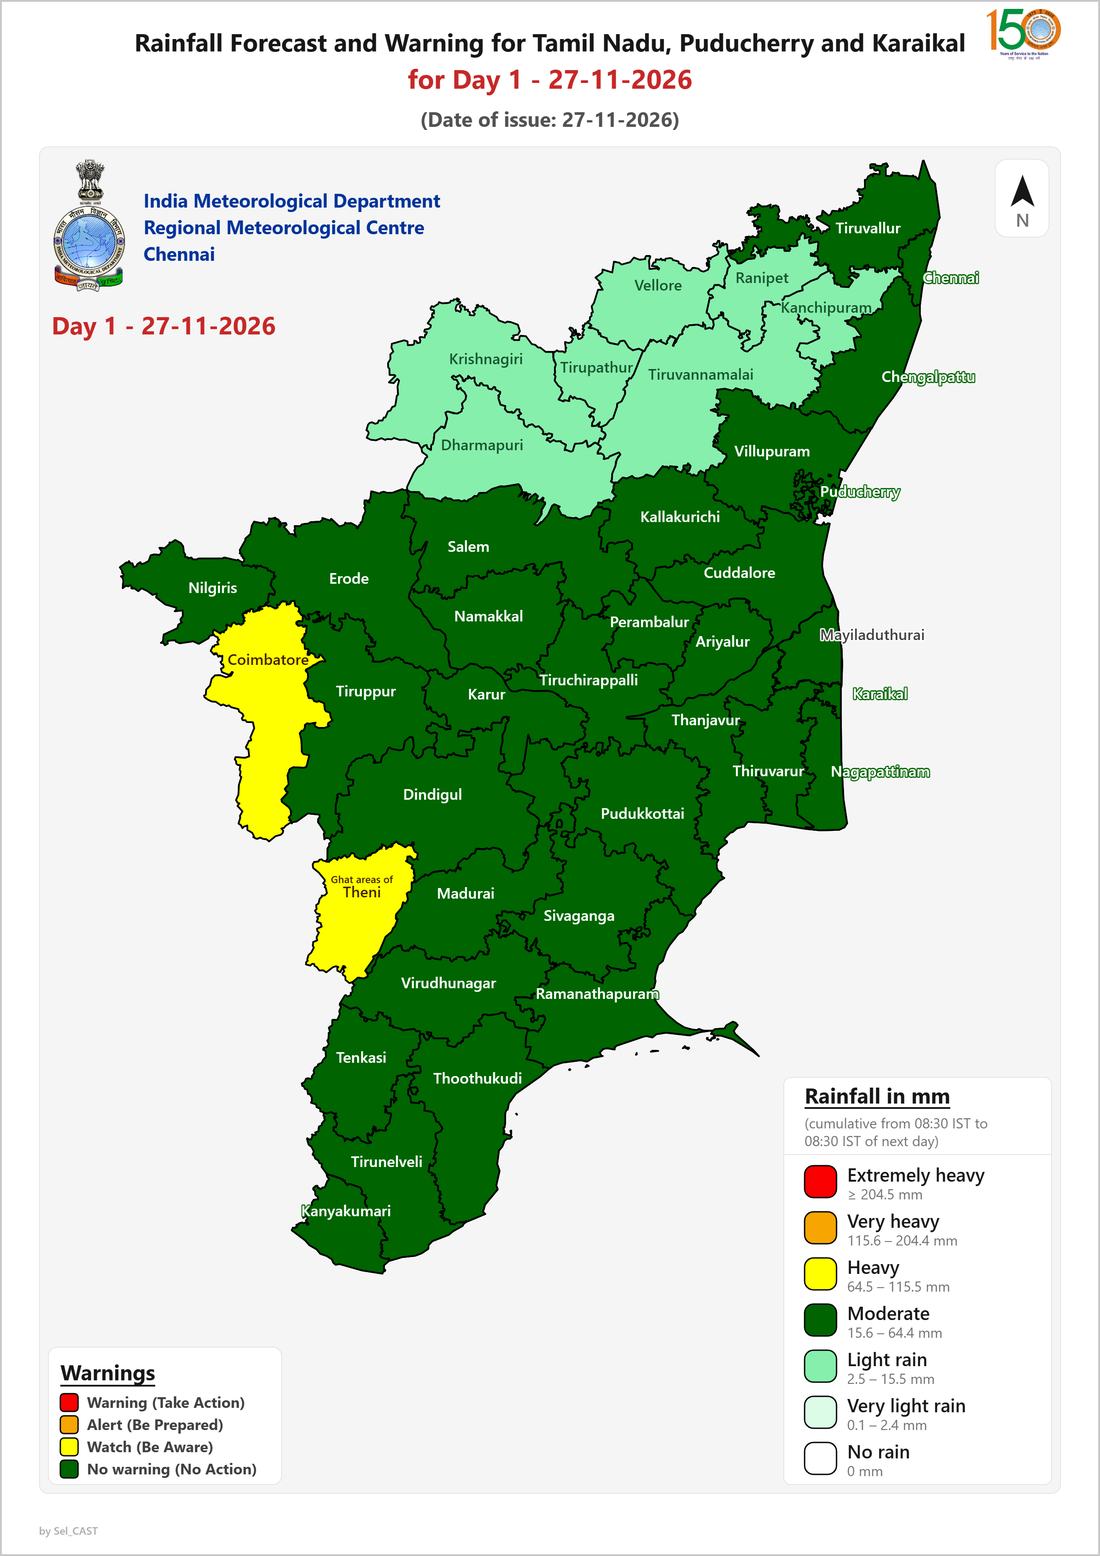 Rainfall Forecast and Warning for Tamil Nadu, Puducherry and Karaikal
for Day 1 - 27-11-2026
(Date of issue: 27-11-2026)
150
Years of Service to the Nation
India Meteorological Department
Regional Meteorological Centre
Chennai
Day 1 - 27-11-2026
N
Tiruvallur
Chennai
Ranipet
Vellore
Kanchipuram
Krishnagiri
Tirupathur
Tiruvannamalai
Chengalpattu
Dharmapuri
Villupuram
Puducherry
Kallakurichi
Salem
Cuddalore
Erode
Nilgiris
Namakkal
Perambalur
Ariyalur
Mayiladuthurai
Coimbatore
Tiruchirappalli
Tiruppur
Karur
Karaikal
Thanjavur
Thiruvarur
Nagapattinam
Dindigul
Pudukkottai
Ghat areas of
Theni
Madurai
Sivaganga
Virudhunagar
Ramanathapuram
Tenkasi
Thoothukudi
Tirunelveli
Kanyakumari
Rainfall in mm
(cumulative from 08:30 IST to
08:30 IST of next day)
Extremely heavy
≥ 204.5 mm
Very heavy
115.6 – 204.4 mm
Heavy
64.5 – 115.5 mm
Moderate
15.6 – 64.4 mm
Light rain
2.5 – 15.5 mm
Very light rain
0.1 – 2.4 mm
No rain
0 mm
Warnings
Warning (Take Action)
Alert (Be Prepared)
Watch (Be Aware)
No warning (No Action)
by Sel_CAST